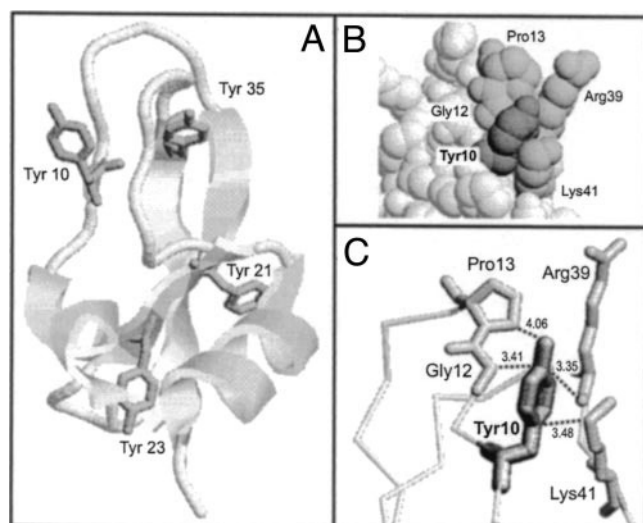 A
Tyr 35
Tyr 10
Tyr 21
Tyr 23
B
Pro13
Gly12
Arg39
Tyr10
Lys41
C
Pro13
Arg39
4.06
Gly12
3.41
3.35
Tyr10
3.48
Lys41